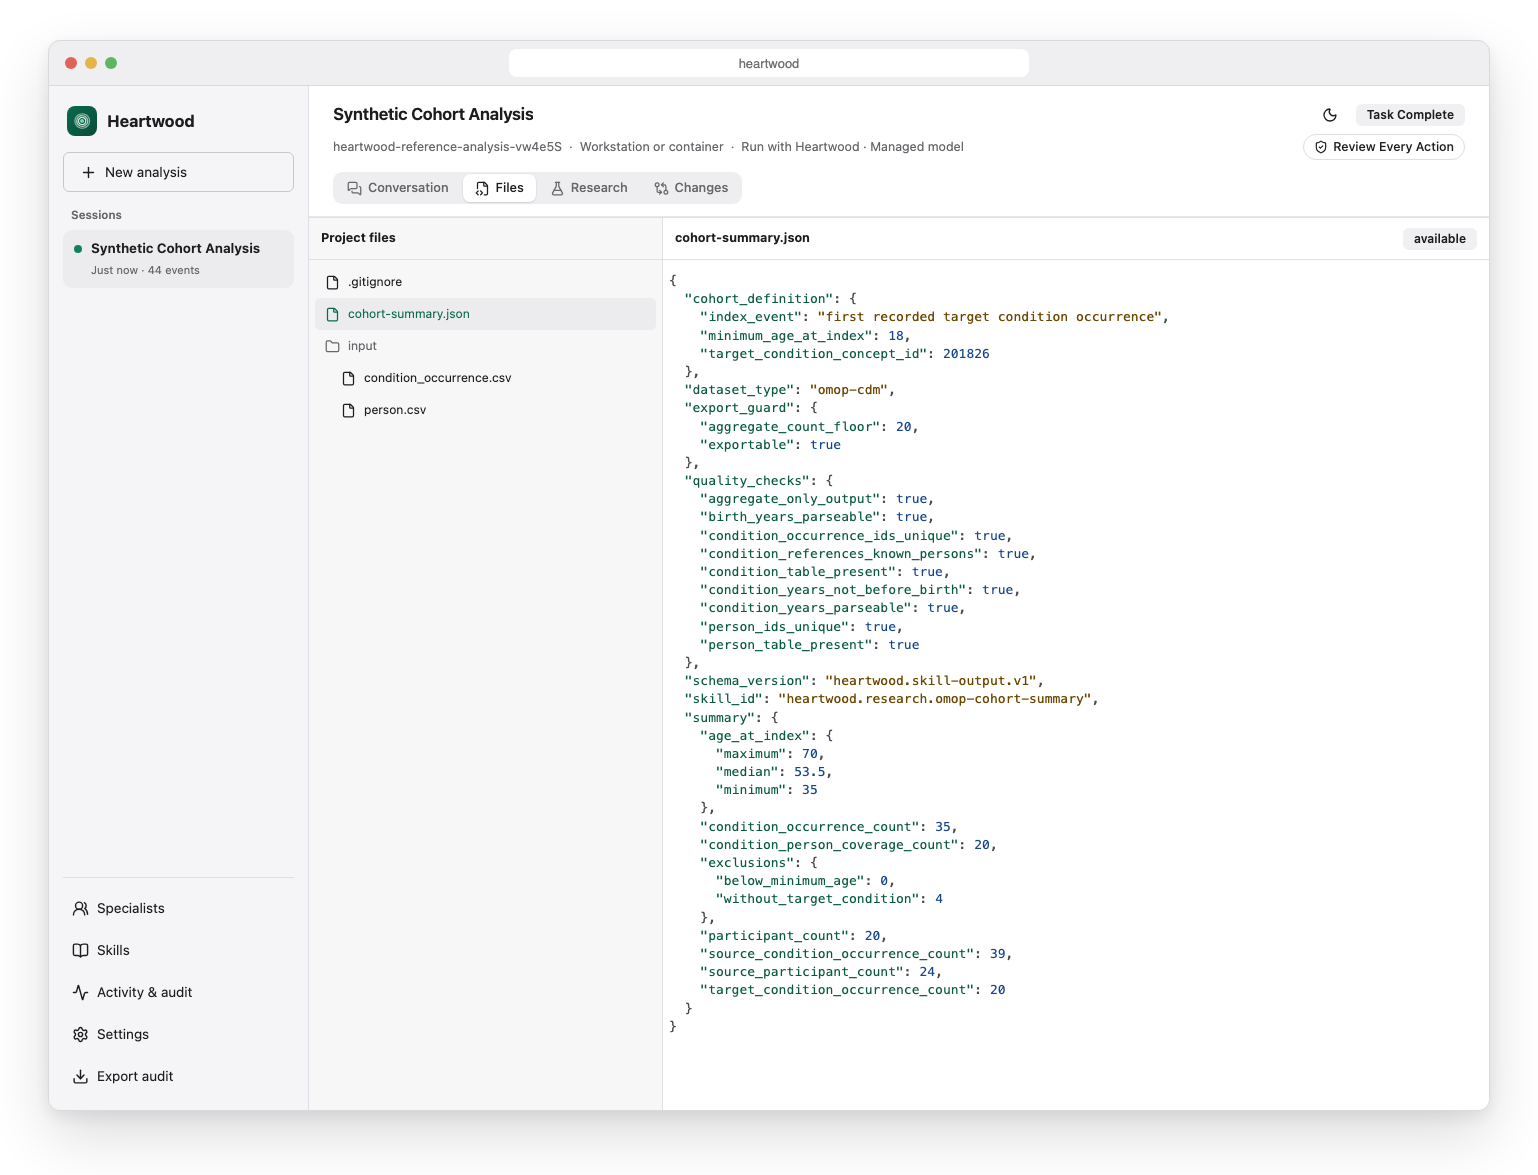 heartwood
Heartwood
New analysis
Sessions
Synthetic Cohort Analysis
Just now · 44 events
Specialists
Skills
Activity & audit
Settings
Export audit
Synthetic Cohort Analysis
Task Complete
heartwood-reference-analysis-vw4e5S · Workstation or container · Run with Heartwood · Managed model
Review Every Action
Conversation Files Research Changes
Project files
.gitignore
cohort-summary.json
input
condition_occurrence.csv
person.csv
cohort-summary.json
available
{
  "cohort_definition": {
    "index_event": "first recorded target condition occurrence",
    "minimum_age_at_index": 18,
    "target_condition_concept_id": 201826
  },
  "dataset_type": "omop-cdm",
  "export_guard": {
    "aggregate_count_floor": 20,
    "exportable": true
  },
  "quality_checks": {
    "aggregate_only_output": true,
    "birth_years_parseable": true,
    "condition_occurrence_ids_unique": true,
    "condition_references_known_persons": true,
    "condition_table_present": true,
    "condition_years_not_before_birth": true,
    "condition_years_parseable": true,
    "person_ids_unique": true,
    "person_table_present": true
  },
  "schema_version": "heartwood.skill-output.v1",
  "skill_id": "heartwood.research.omop-cohort-summary",
  "summary": {
    "age_at_index": {
      "maximum": 70,
      "median": 53.5,
      "minimum": 35
    },
    "condition_occurrence_count": 35,
    "condition_person_coverage_count": 20,
    "exclusions": {
      "below_minimum_age": 0,
      "without_target_condition": 4
    },
    "participant_count": 20,
    "source_condition_occurrence_count": 39,
    "source_participant_count": 24,
    "target_condition_occurrence_count": 20
  }
}